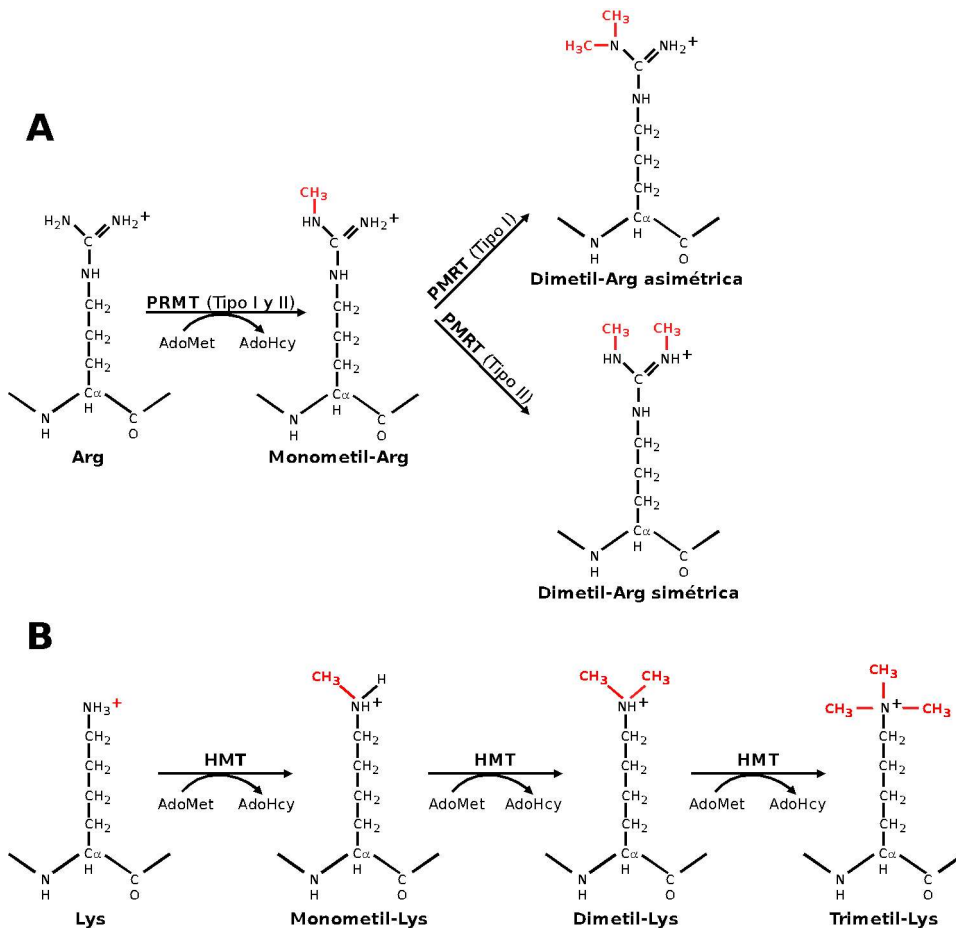 A
H₂N NH₂⁺
C
NH
CH₂
CH₂
CH₂
Cα
H
N
H
C
O
Arg
PRMT (Tipo I y II)
AdoMet AdoHcy
CH₃
HN NH₂⁺
C
NH
CH₂
CH₂
CH₂
Cα
H
N
H
C
O
Monometil-Arg
PMRT (Tipo I)
CH₃
H₃C N NH₂⁺
C
NH
CH₂
CH₂
CH₂
Cα
H
N
H
C
O
Dimetil-Arg asimétrica
PMRT (Tipo II)
CH₃ CH₃
HN NH⁺
C
NH
CH₂
CH₂
CH₂
Cα
H
N
H
C
O
Dimetil-Arg simétrica
B
NH₃⁺
CH₂
CH₂
CH₂
CH₂
Cα
H
N
H
C
O
Lys
HMT
AdoMet AdoHcy
CH₃ H
NH⁺
CH₂
CH₂
CH₂
CH₂
Cα
H
N
H
C
O
Monometil-Lys
HMT
AdoMet AdoHcy
CH₃ CH₃
NH⁺
CH₂
CH₂
CH₂
CH₂
Cα
H
N
H
C
O
Dimetil-Lys
HMT
AdoMet AdoHcy
CH₃
CH₃ N⁺ CH₃
CH₂
CH₂
CH₂
CH₂
Cα
H
N
H
C
O
Trimetil-Lys